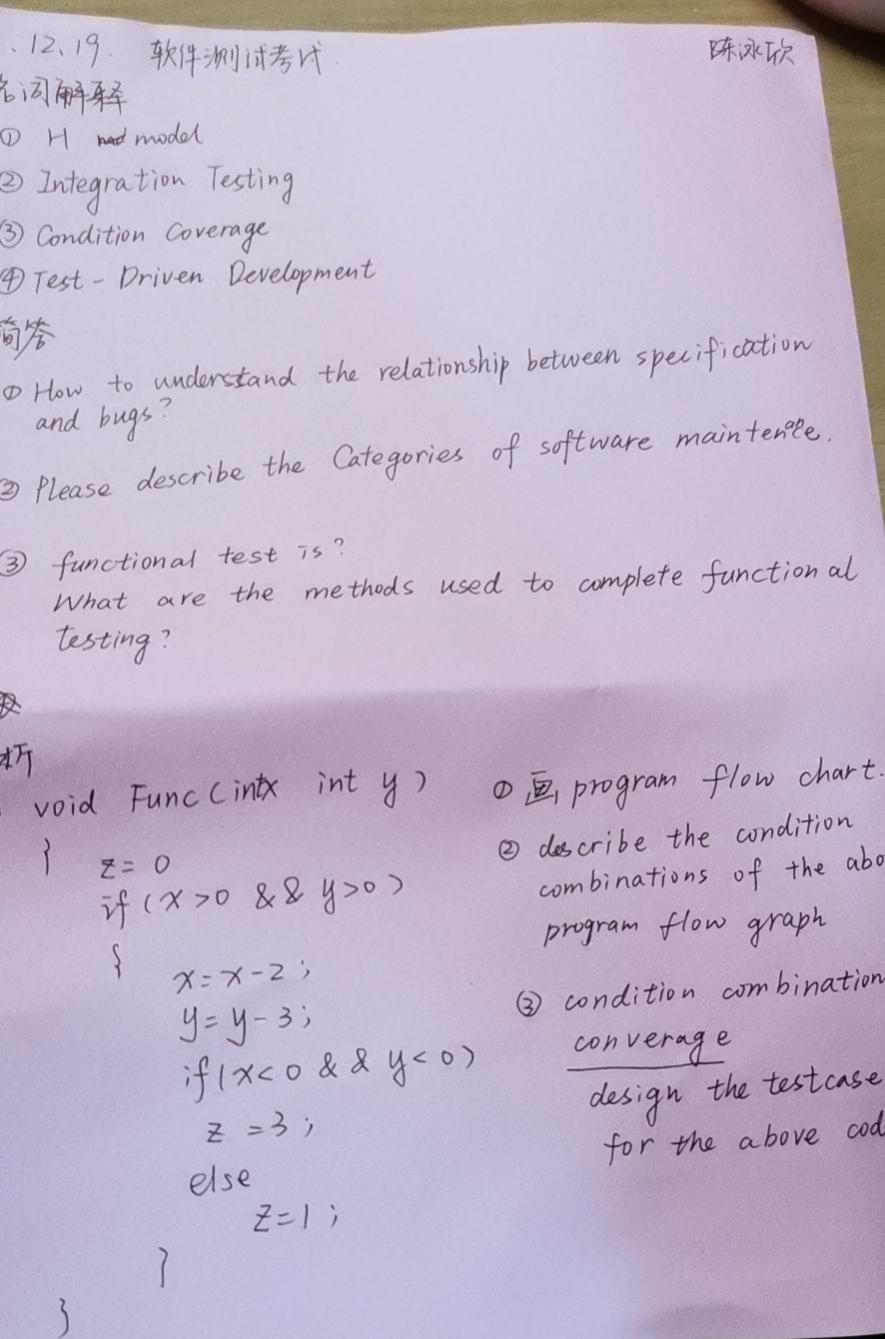 12、19. 软件测试考试 陈泳欣
名词解释
① H model
② Integration Testing
③ Condition Coverage
④ Test - Driven Development
简答
① How to understand the relationship between specification
and bugs?
② Please describe the Categories of software maintenance.
③ functional test is?
What are the methods used to complete functional
testing?
析
void Func(int x int y)
}
z = 0
if (x>0 && y>0)
{
x = x-2;
y = y-3;
if(x<0 && y<0)
z = 3;
else
z=1;
}
}
① 画 program flow chart.
② describe the condition
combinations of the abo
program flow graph
③ condition combination
converage
design the testcase
for the above cod